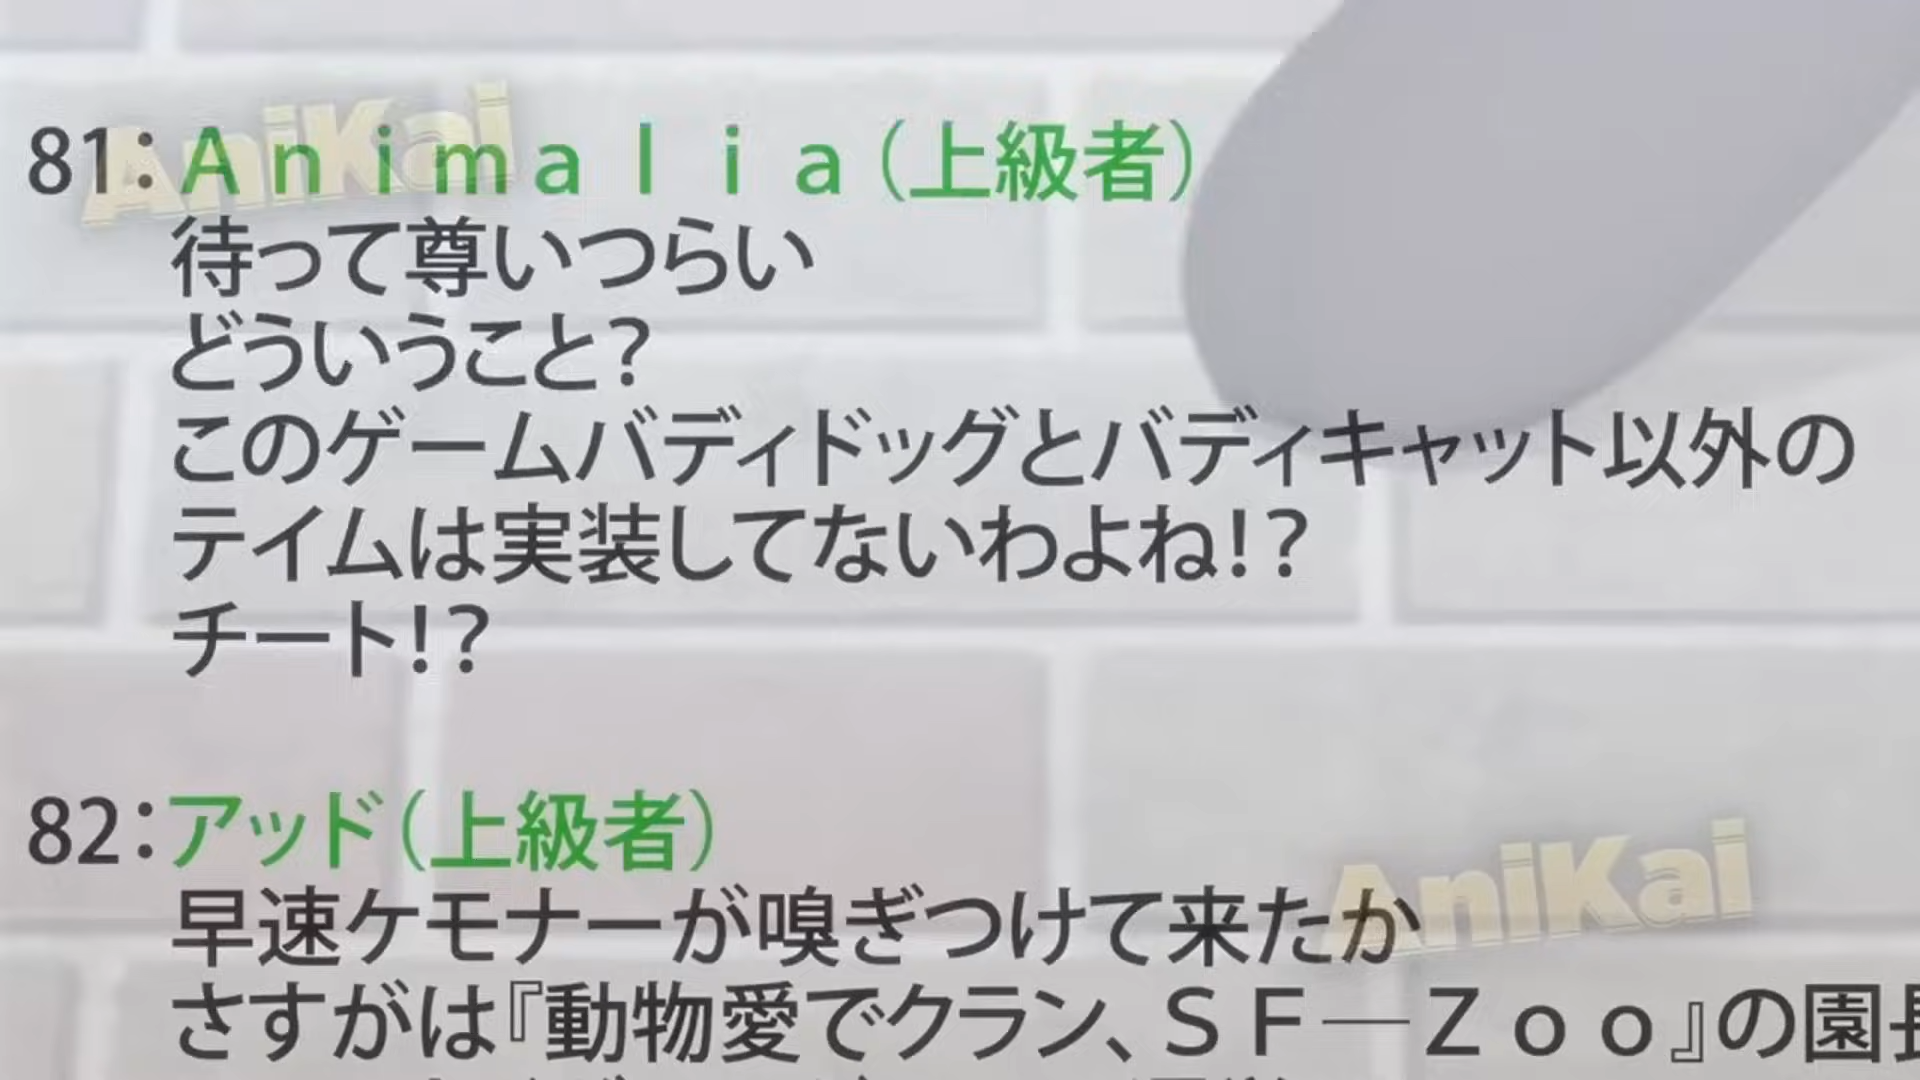 AniKai
81：Ａｎｉｍａｌｉａ（上級者）
待って尊いつらい
どういうこと？
このゲームバディドッグとバディキャット以外の
テイムは実装してないわよね！？
チート！？
82：アッド（上級者）
早速ケモナーが嗅ぎつけて来たか
AniKai
さすがは『動物愛でクラン、ＳＦ―Ｚｏｏ』の園長